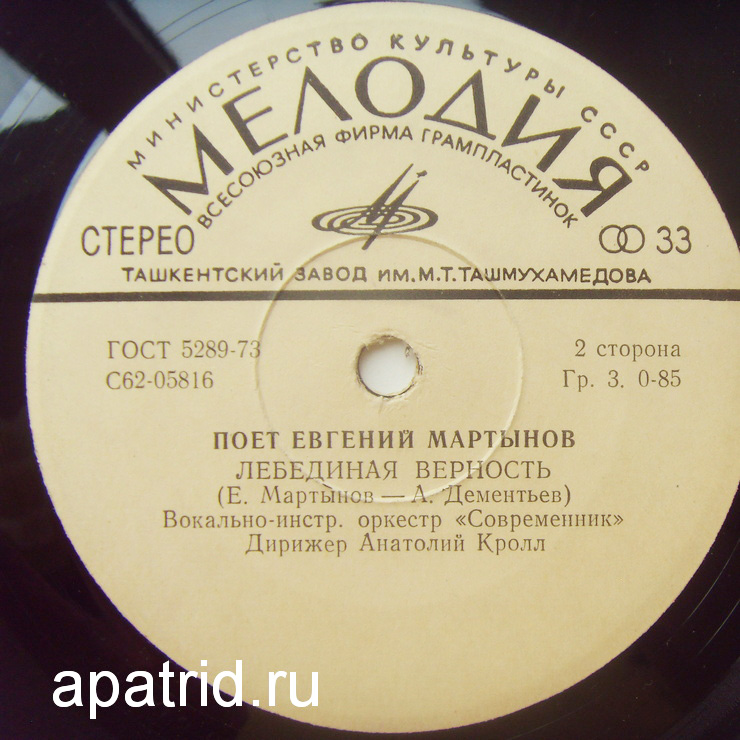 МИНИСТЕРСТВО КУЛЬТУРЫ СССР
МЕЛОДИЯ
ВСЕСОЮЗНАЯ ФИРМА ГРАМПЛАСТИНОК
СТЕРЕО
33
ТАШКЕНТСКИЙ ЗАВОД ИМ.М.Т.ТАШМУХАМЕДОВА
ГОСТ 5289-73
2 сторона
С62-05816
Гр. 3. 0-85
ПОЕТ ЕВГЕНИЙ МАРТЫНОВ
ЛЕБЕДИНАЯ ВЕРНОСТЬ
(Е. Мартынов — А. Дементьев)
Вокально-инстр. оркестр «Современник»
Дирижер Анатолий Кролл
apatrid.ru